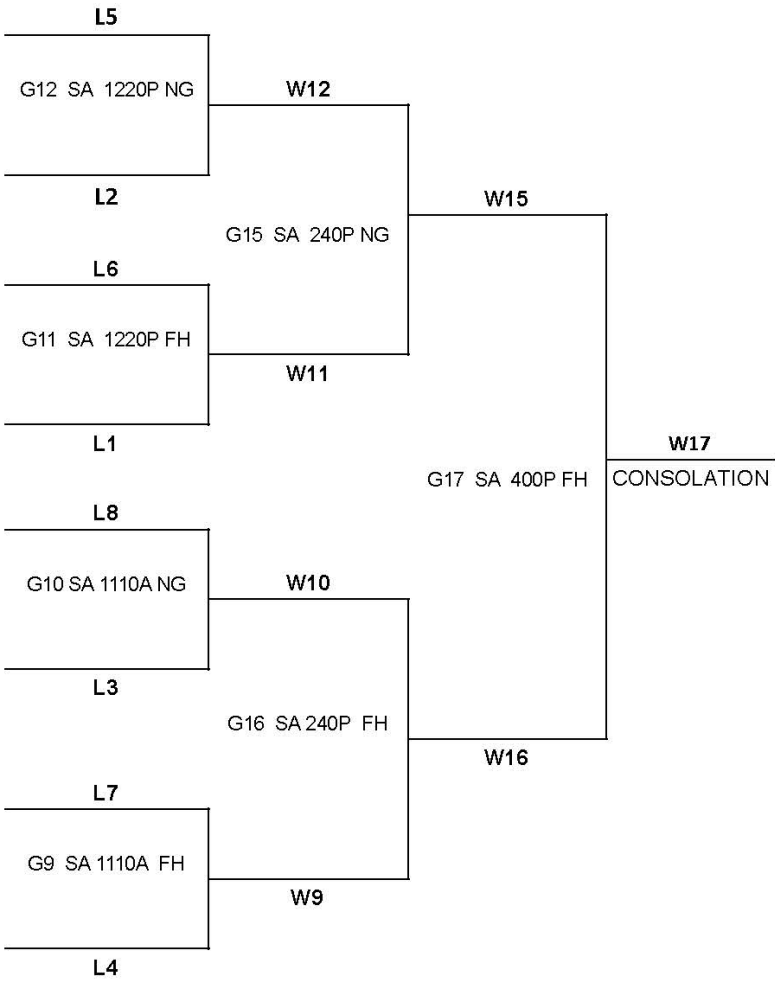 L5
G12 SA 1220P NG
W12
L2
W15
G15 SA 240P NG
L6
G11 SA 1220P FH
W11
L1
W17
G17 SA 400P FH
CONSOLATION
L8
G10 SA 1110A NG
W10
L3
G16 SA 240P FH
W16
L7
G9 SA 1110A FH
W9
L4